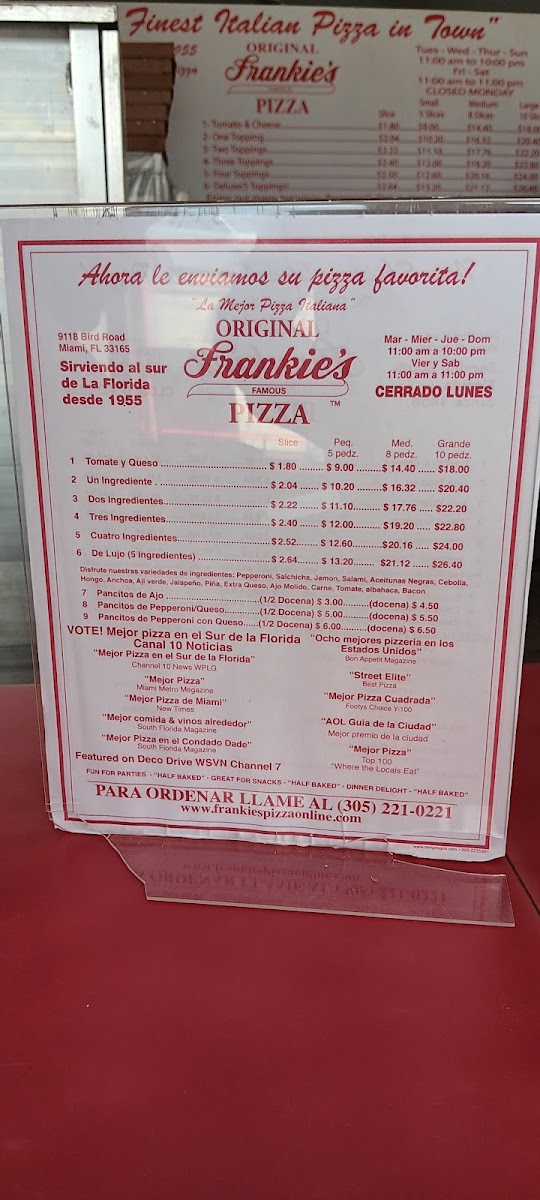 Finest Italian Pizza in Town"
1955
ORIGINAL
Frankie's
PIZZA
Tues - Wed - Thur - Sun
11:00 am to 10:00 pm
Fri - Sat
11:00 am to 11:00 pm
CLOSED MONDAY
Slice Small 5 Slices Medium 8 Slices Large
1- Tomato & Cheese
2- One Topping
3- Two Toppings
4- Three Toppings
5- Four Toppings
6- Deluxe
Ahora le enviamos su pizza favorita!
"La Mejor Pizza Italiana"
ORIGINAL
Frankie's
FAMOUS
PIZZA TM
9118 Bird Road
Miami, FL 33165
Sirviendo al sur
de La Florida
desde 1955
Mar - Mier - Jue - Dom
11:00 am a 10:00 pm
Vier y Sab
11:00 am a 11:00 pm
CERRADO LUNES
Slice Peq. Med. Grande
5 pedz. 8 pedz. 10 pedz.
1 Tomate y Queso ........ $ 1.80 ........ $ 9.00 ........ $ 14.40 ...... $18.00
2 Un Ingrediente . ........ $ 2.04 ........ $ 10.20 ........ $ 16.32 ...... $20.40
3 Dos Ingredientes........ $ 2.22 ....... $ 11.10........ $ 17.76 .... $22.20
4 Tres Ingredientes........ $ 2.40 ....... $ 12.00........ $19.20 .... $22.80
5 Cuatro Ingredientes........ $2.52........ $ 12.60..........$20.16 ..... $24.00
6 De Lujo (5 ingredientes) ........ $ 2.64........ $ 13.20....... $21.12 ...... $26.40
Disfrute nuestras variedades de ingredientes: Pepperoni, Salchicha, Jamon, Salami, Aceitunas Negras, Cebolla,
Hongo, Anchoa, Aji verde, Jalapeño, Piña, Extra Queso, Ajo Molido, Carne, Tomate, albahaca, Bacon
7 Pancitos de Ajo ........(1/2 Docena) $ 3.00........(docena) $ 4.50
8 Pancitos de Pepperoni/Queso........(1/2 Docena) $ 5.00........(docena) $ 5.50
9 Pancitos de Pepperoni con Queso.....(1/2 Docena) $ 6.00........(docena) $ 6.50
VOTE! Mejor pizza en el Sur de la Florida
Canal 10 Noticias
"Mejor Pizza en el Sur de la Florida"
Channel 10 News WPLG
"Mejor Pizza"
Miami Metro Megazine
"Mejor Pizza de Miami"
New Times
"Mejor comida & vinos alrededor"
South Florida Magazine
"Mejor Pizza en el Condado Dade"
South Florida Magazine
Featured on Deco Drive WSVN Channel 7
"Ocho mejores pizzeria en los
Estados Unidos"
Bon Appetit Magazine
"Street Elite"
Best Pizza
"Mejor Pizza Cuadrada"
Footys Choice Y-100
"AOL Guia de la Ciudad"
Mejor premio de la ciudad
"Mejor Pizza"
Top 100
"Where the Locals Eat"
FUN FOR PARTIES - "HALF BAKED" - GREAT FOR SNACKS - "HALF BAKED" - DINNER DELIGHT - "HALF BAKED"
PARA ORDENAR LLAME AL (305) 221-0221
www.frankiespizzaonline.com